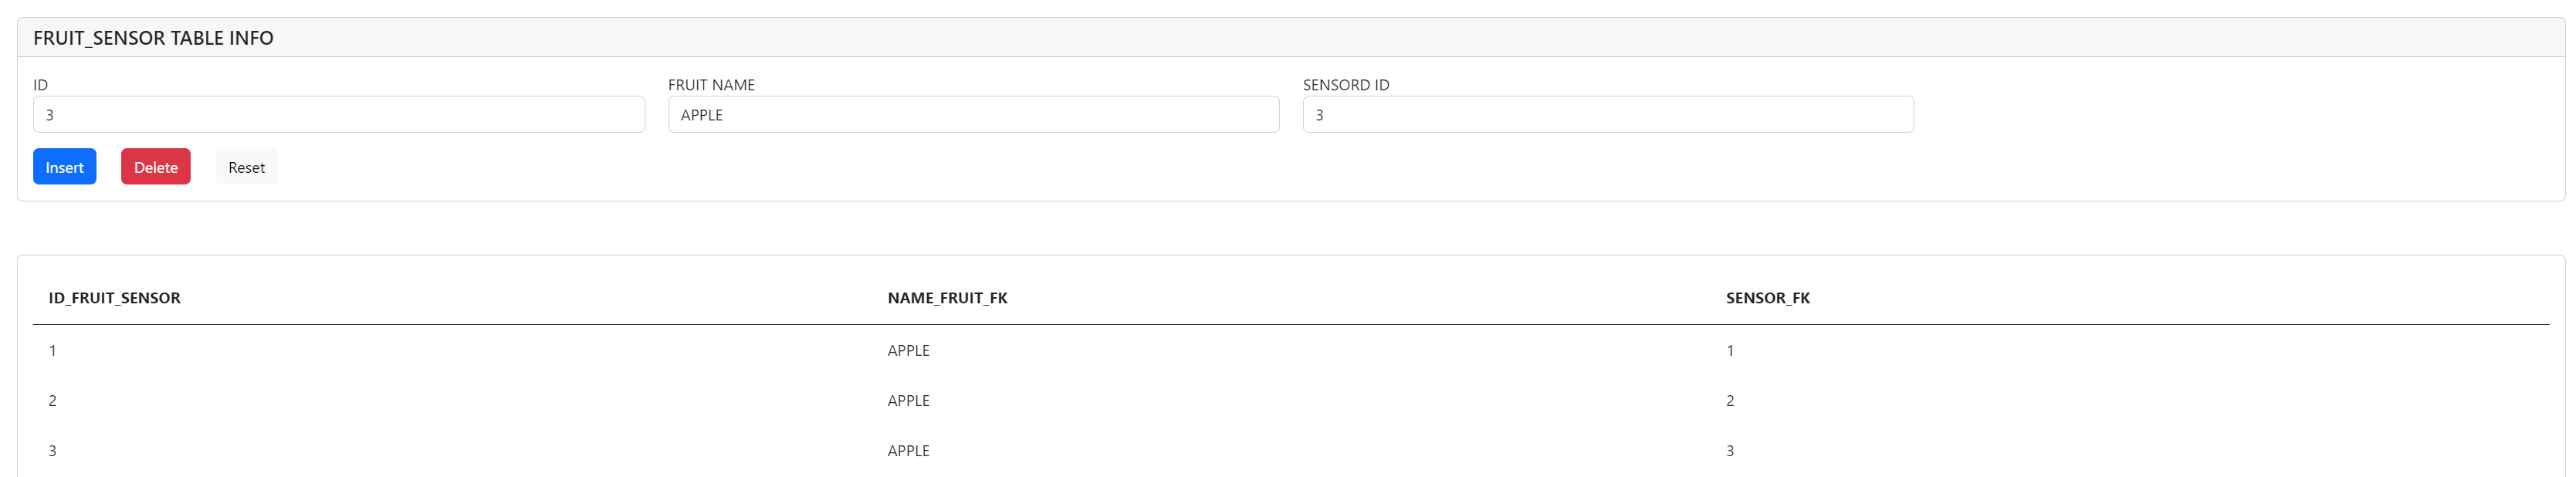 FRUIT_SENSOR TABLE INFO
ID FRUIT NAME SENSORD ID
3 APPLE 3
Insert Delete Reset
ID_FRUIT_SENSOR NAME_FRUIT_FK SENSOR_FK
1 APPLE 1
2 APPLE 2
3 APPLE 3